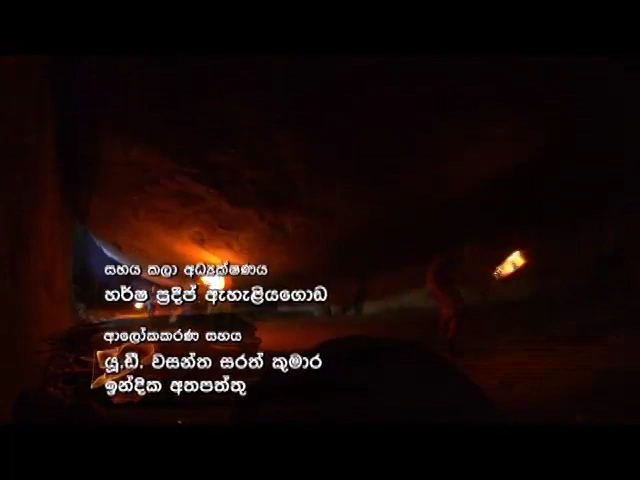 සහය කලා අධ්‍යක්ෂණය
හර්ෂ ප්‍රදීප් ඇහැළියගොඩ
ආලෝකකරණ සහය
යූ.ඩී. වසන්ත සරත් කුමාර
ඉන්දික අතපත්තු